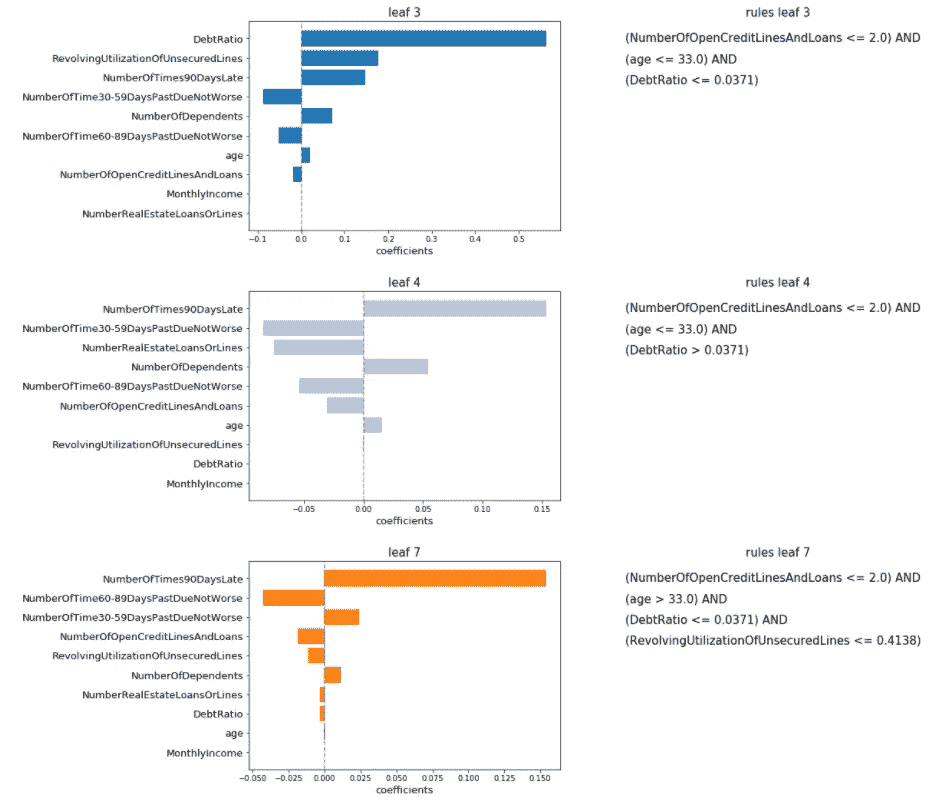 leaf 3
rules leaf 3
DebtRatio
RevolvingUtilizationOfUnsecuredLines
NumberOfTimes90DaysLate
NumberOfTime30-59DaysPastDueNotWorse
NumberOfDependents
NumberOfTime60-89DaysPastDueNotWorse
age
NumberOfOpenCreditLinesAndLoans
MonthlyIncome
NumberRealEstateLoansOrLines
−0.1 0.0 0.1 0.2 0.3 0.4 0.5
coefficients
(NumberOfOpenCreditLinesAndLoans <= 2.0) AND
(age <= 33.0) AND
(DebtRatio <= 0.0371)
leaf 4
rules leaf 4
NumberOfTimes90DaysLate
NumberOfTime30-59DaysPastDueNotWorse
NumberRealEstateLoansOrLines
NumberOfDependents
NumberOfTime60-89DaysPastDueNotWorse
NumberOfOpenCreditLinesAndLoans
age
RevolvingUtilizationOfUnsecuredLines
DebtRatio
MonthlyIncome
−0.05 0.00 0.05 0.10 0.15
coefficients
(NumberOfOpenCreditLinesAndLoans <= 2.0) AND
(age <= 33.0) AND
(DebtRatio > 0.0371)
leaf 7
rules leaf 7
NumberOfTimes90DaysLate
NumberOfTime60-89DaysPastDueNotWorse
NumberOfTime30-59DaysPastDueNotWorse
NumberOfOpenCreditLinesAndLoans
RevolvingUtilizationOfUnsecuredLines
NumberOfDependents
NumberRealEstateLoansOrLines
DebtRatio
age
MonthlyIncome
−0.050 −0.025 0.000 0.025 0.050 0.075 0.100 0.125 0.150
coefficients
(NumberOfOpenCreditLinesAndLoans <= 2.0) AND
(age > 33.0) AND
(DebtRatio <= 0.0371) AND
(RevolvingUtilizationOfUnsecuredLines <= 0.4138)